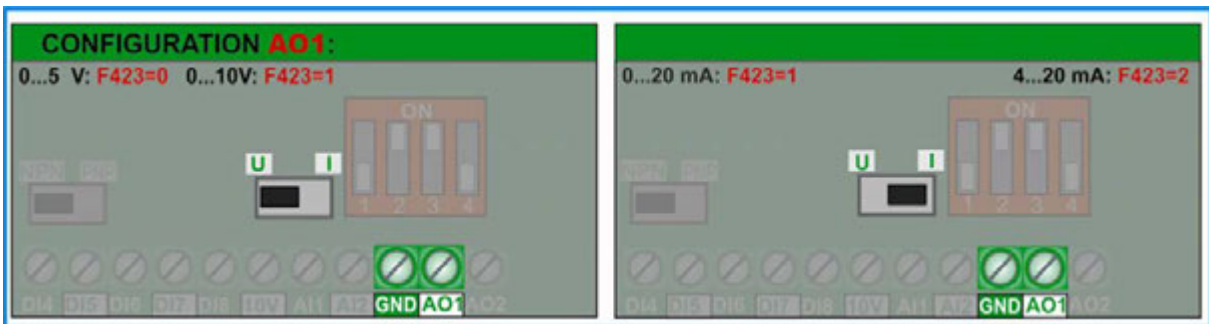 CONFIGURATION AO1:
0...5 V: F423=0 0...10V: F423=1
ON
U I
NPN PNP
1 2 3 4
DI4 DI5 DI6 DI7 DI8 10V AI1 AI2 GND AO1 AO2
0...20 mA: F423=1 4...20 mA: F423=2
ON
U I
NPN PNP
1 2 3 4
DI4 DI5 DI6 DI7 DI8 10V AI1 AI2 GND AO1 AO2